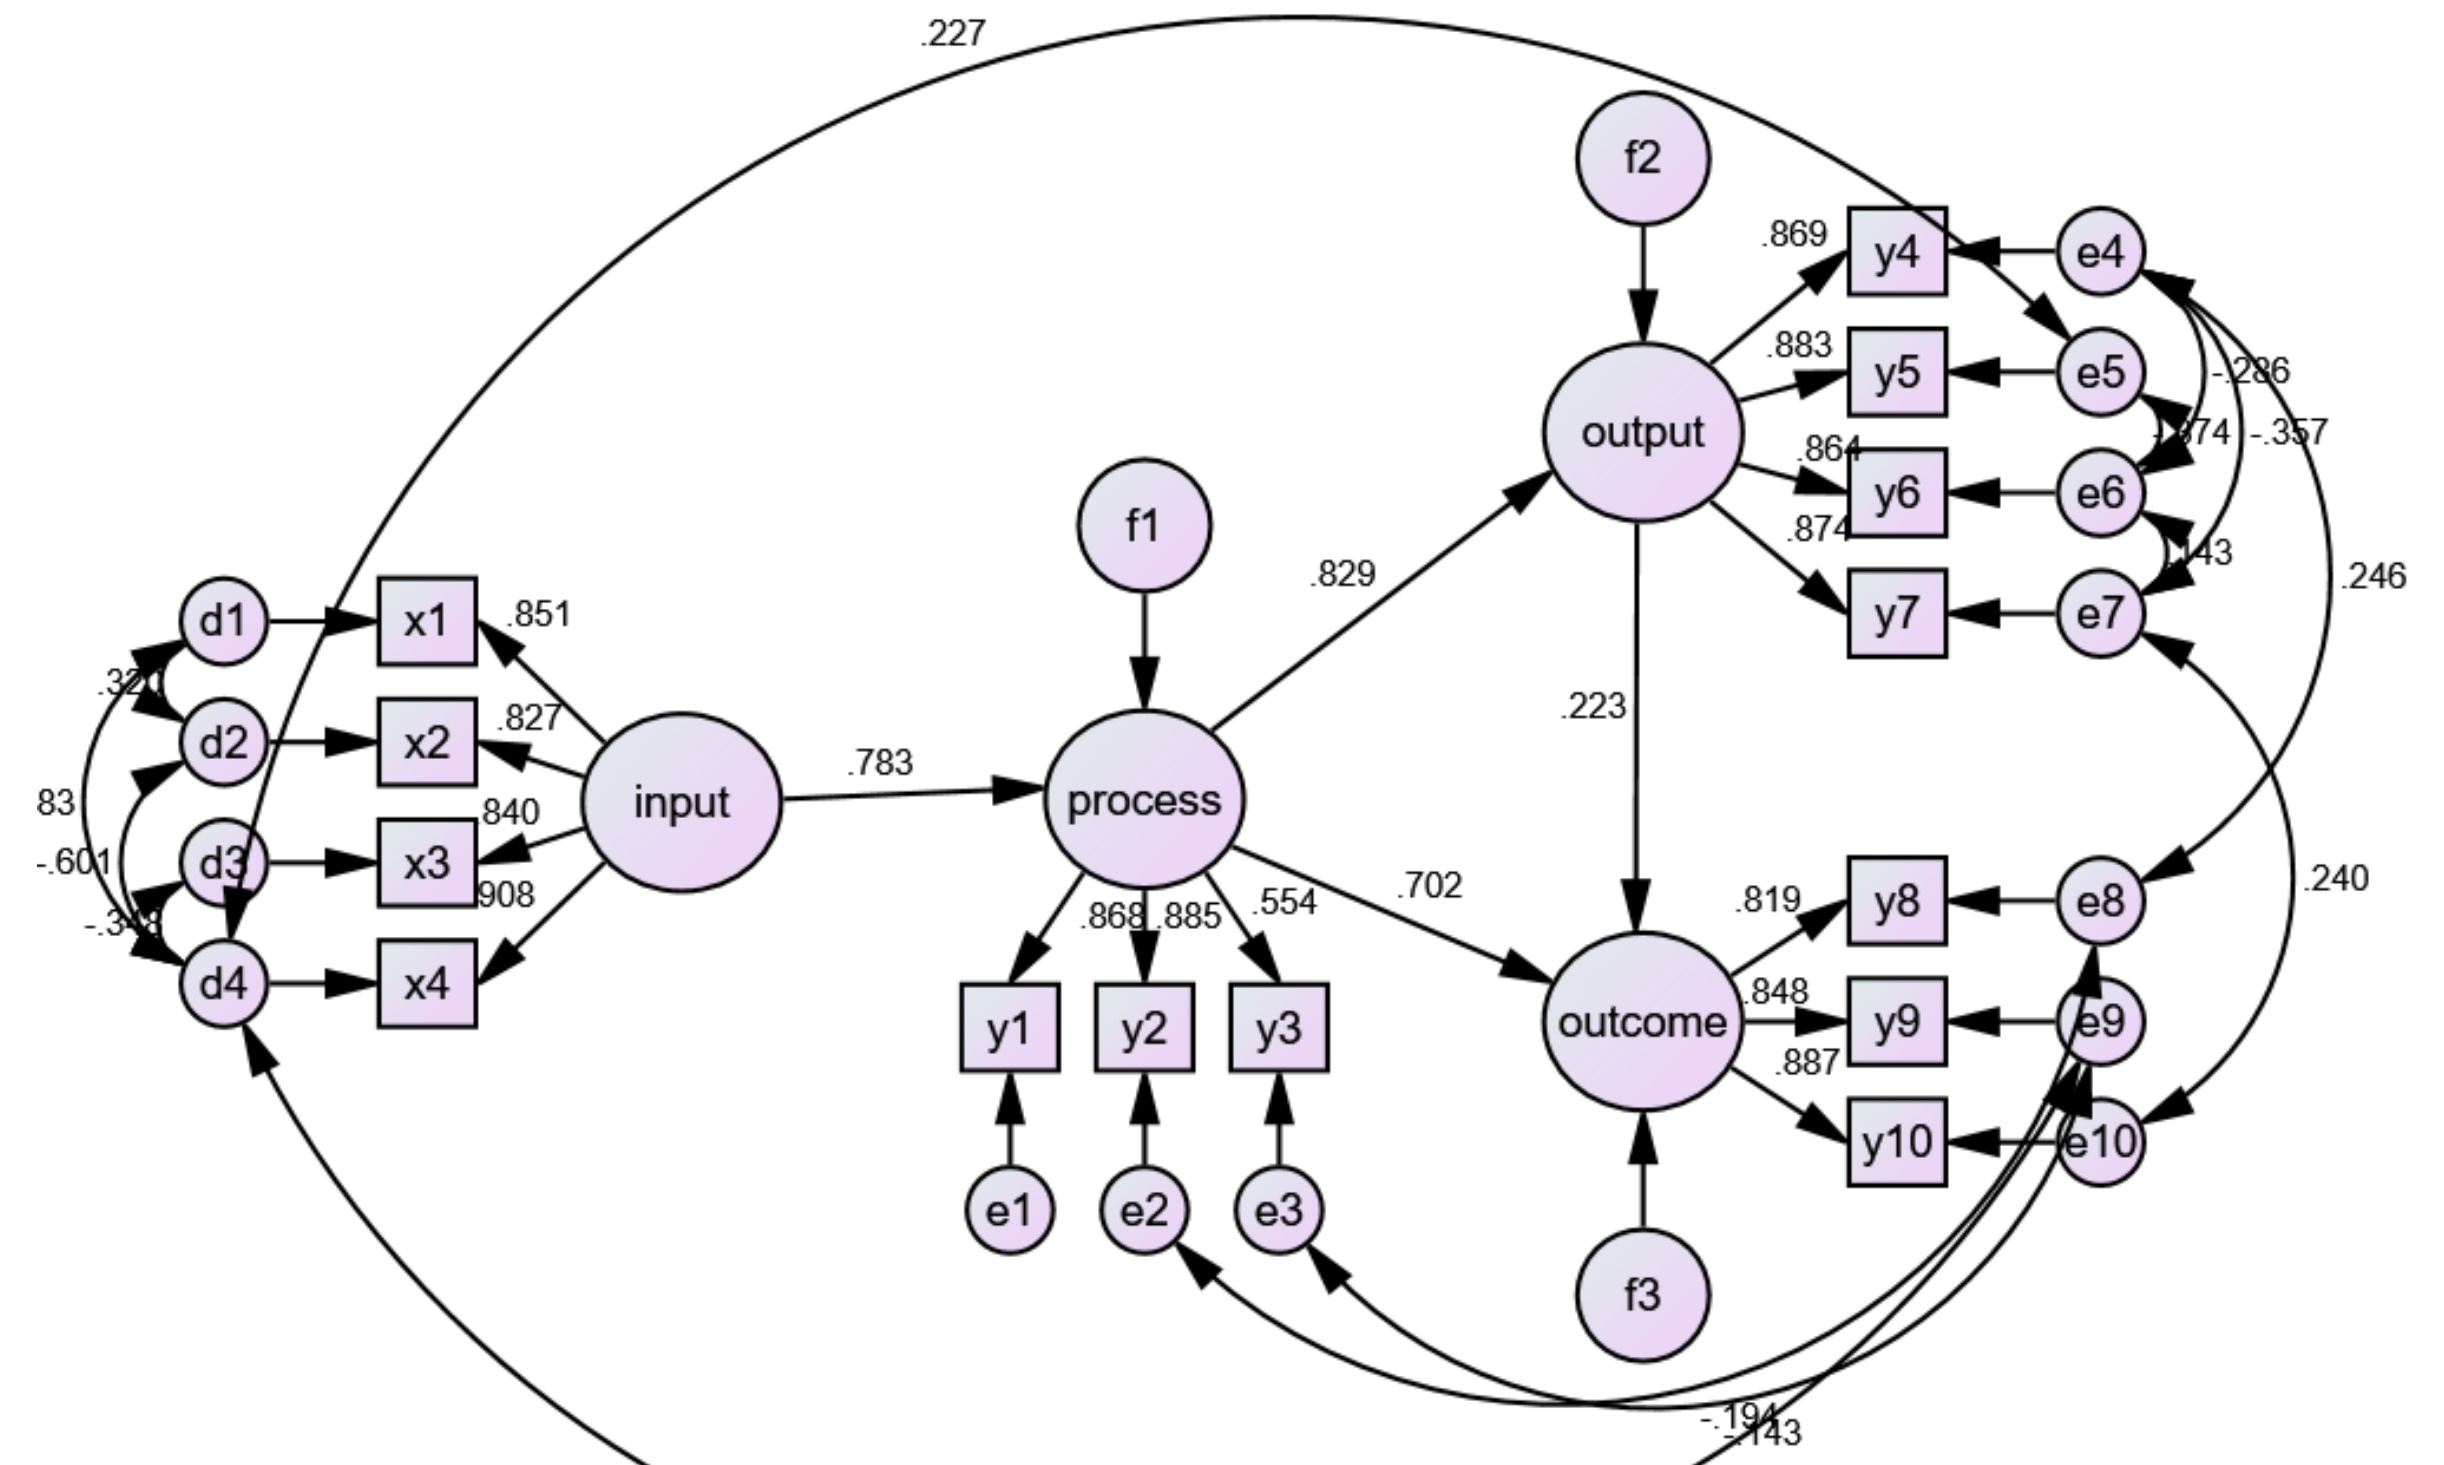 .227
f2
.869
y4
e4
.883
y5
e5
-.286
output
.864
-.357
y6
e6
f1
.874
.829
y7
e7
.246
d1
x1
.851
.223
d2
x2
.827
.783
input
process
83
840
d3
x3
-.601
908
.868
.885
.554
.702
.819
y8
e8
.240
d4
x4
y1
y2
y3
outcome
.848
y9
e9
.887
y10
e10
e1
e2
e3
f3
-.194
-.143